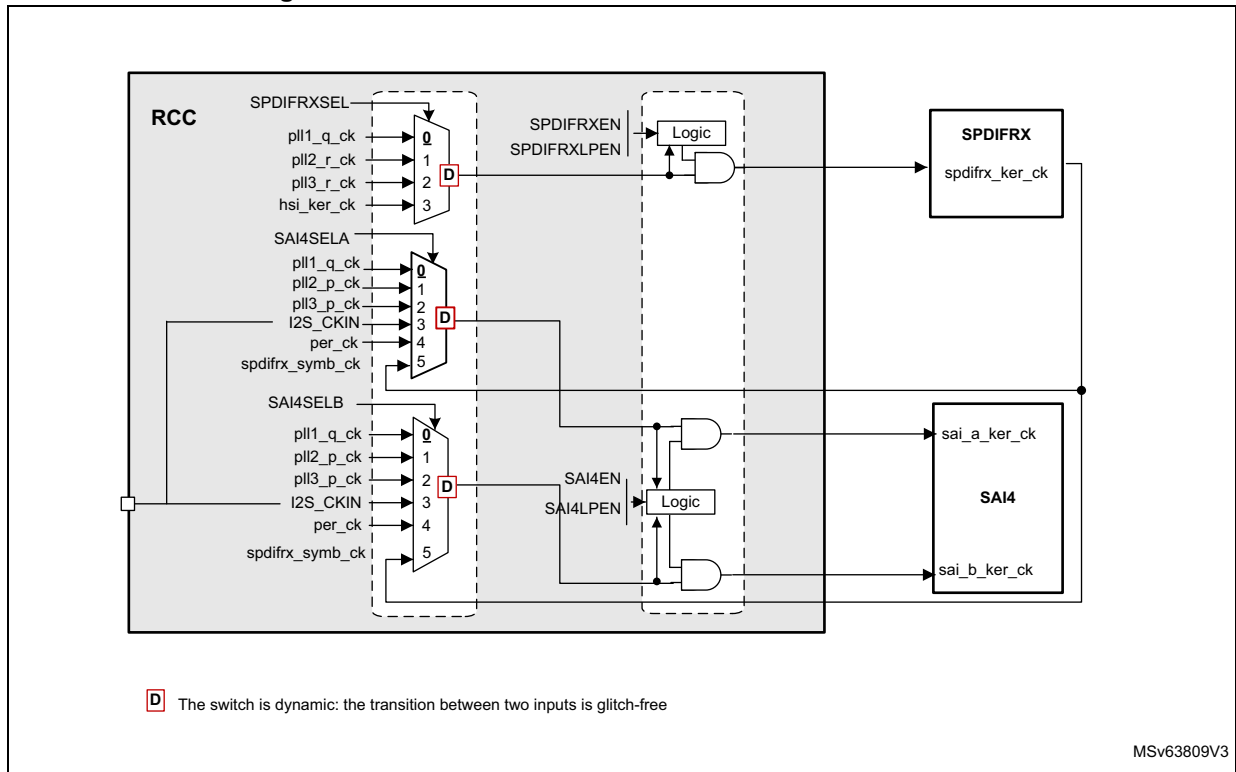 RCC
SPDIFRXSEL
pll1_q_ck
pll2_r_ck
pll3_r_ck
hsi_ker_ck
0
1
2
3
D
SPDIFRXEN
SPDIFRXLPEN
Logic
SPDIFRX
spdifrx_ker_ck
SAI4SELA
pll1_q_ck
pll2_p_ck
pll3_p_ck
I2S_CKIN
per_ck
spdifrx_symb_ck
0
1
2
3
4
5
D
SAI4SELB
pll1_q_ck
pll2_p_ck
pll3_p_ck
I2S_CKIN
per_ck
spdifrx_symb_ck
0
1
2
3
4
5
D
SAI4EN
SAI4LPEN
Logic
sai_a_ker_ck
SAI4
sai_b_ker_ck
D The switch is dynamic: the transition between two inputs is glitch-free
MSv63809V3